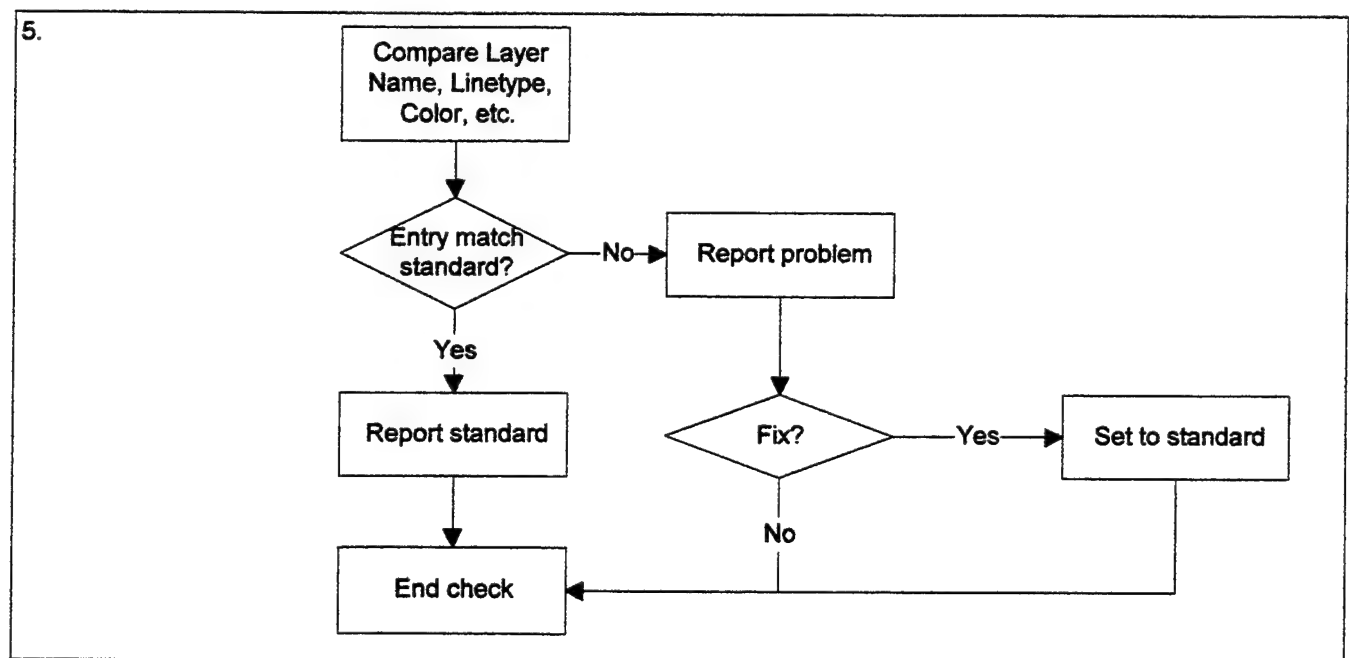 5.
Compare Layer
Name, Linetype,
Color, etc.
Entry match
standard?
No
Report problem
Yes
Report standard
Fix?
Yes
Set to standard
No
End check